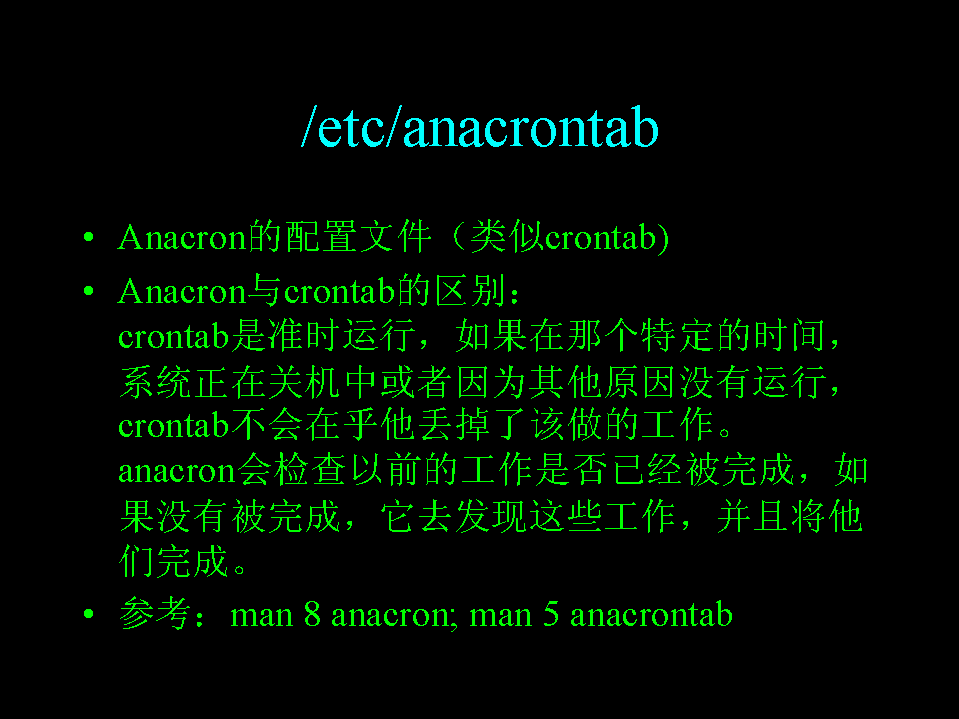 /etc/anacrontab
• Anacron的配置文件（类似crontab)
• Anacron与crontab的区别：
crontab是准时运行，如果在那个特定的时间，
系统正在关机中或者因为其他原因没有运行，
crontab不会在乎他丢掉了该做的工作。
anacron会检查以前的工作是否已经被完成，如
果没有被完成，它去发现这些工作，并且将他
们完成。
• 参考：man 8 anacron; man 5 anacrontab